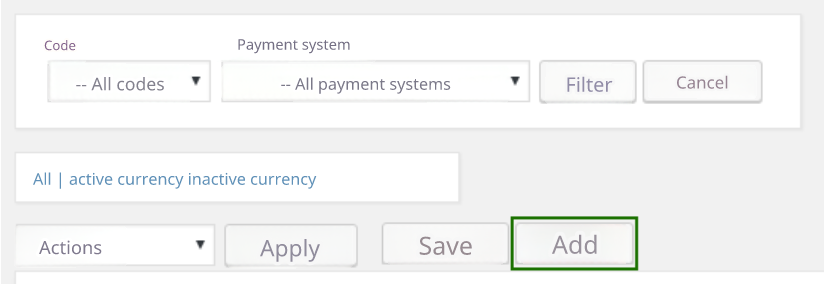 Code Payment system
-- All codes -- All payment systems Filter Cancel
All | active currency inactive currency
Actions Apply Save Add